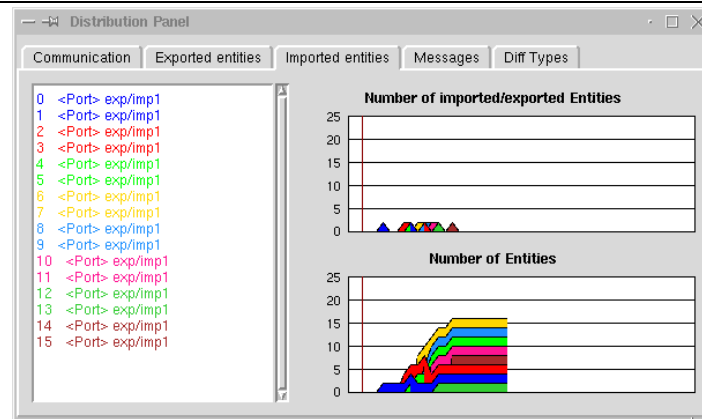 Distribution Panel
Communication Exported entities Imported entities Messages Diff Types
0 <Port> exp/imp1
1 <Port> exp/imp1
2 <Port> exp/imp1
3 <Port> exp/imp1
4 <Port> exp/imp1
5 <Port> exp/imp1
6 <Port> exp/imp1
7 <Port> exp/imp1
8 <Port> exp/imp1
9 <Port> exp/imp1
10 <Port> exp/imp1
11 <Port> exp/imp1
12 <Port> exp/imp1
13 <Port> exp/imp1
14 <Port> exp/imp1
15 <Port> exp/imp1
Number of imported/exported Entities
25
20
15
10
5
0
Number of Entities
25
20
15
10
5
0